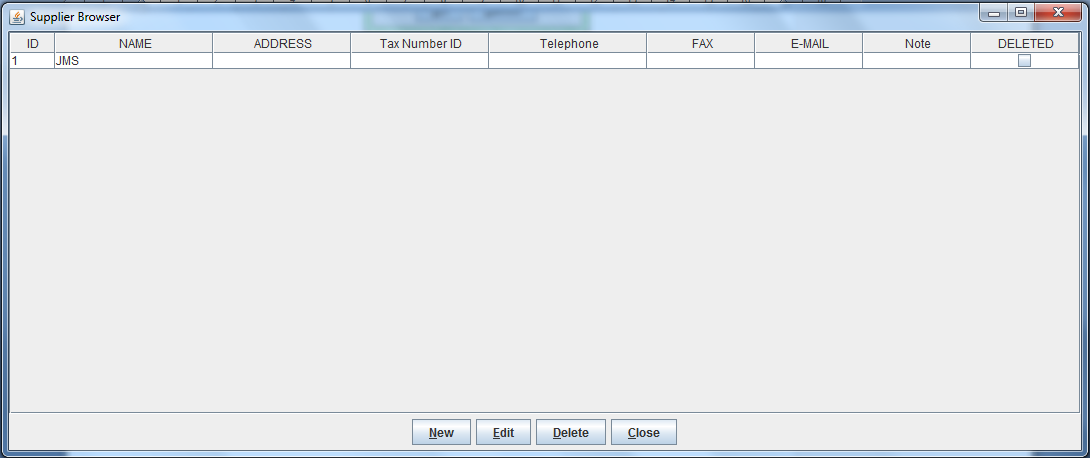 Supplier Browser
ID NAME ADDRESS Tax Number ID Telephone FAX E-MAIL Note DELETED
1 JMS
New Edit Delete Close